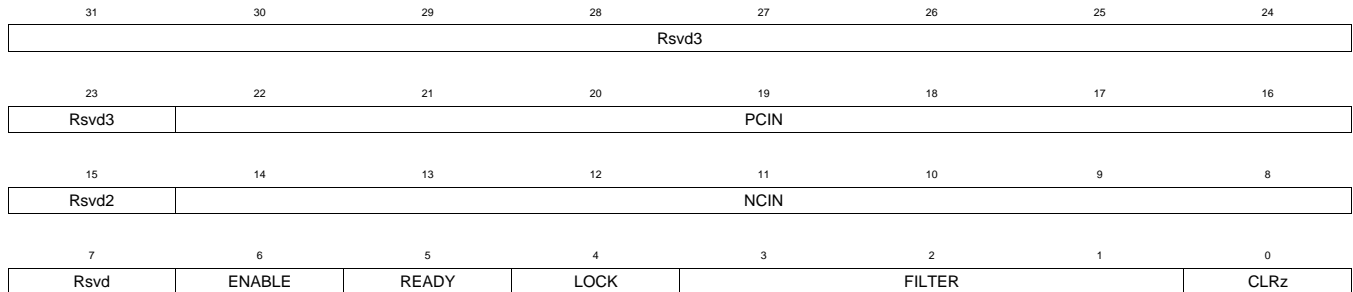 31 30 29 28 27 26 25 24
Rsvd3
23 22 21 20 19 18 17 16
Rsvd3 PCIN
15 14 13 12 11 10 9 8
Rsvd2 NCIN
7 6 5 4 3 2 1 0
Rsvd ENABLE READY LOCK FILTER CLRz